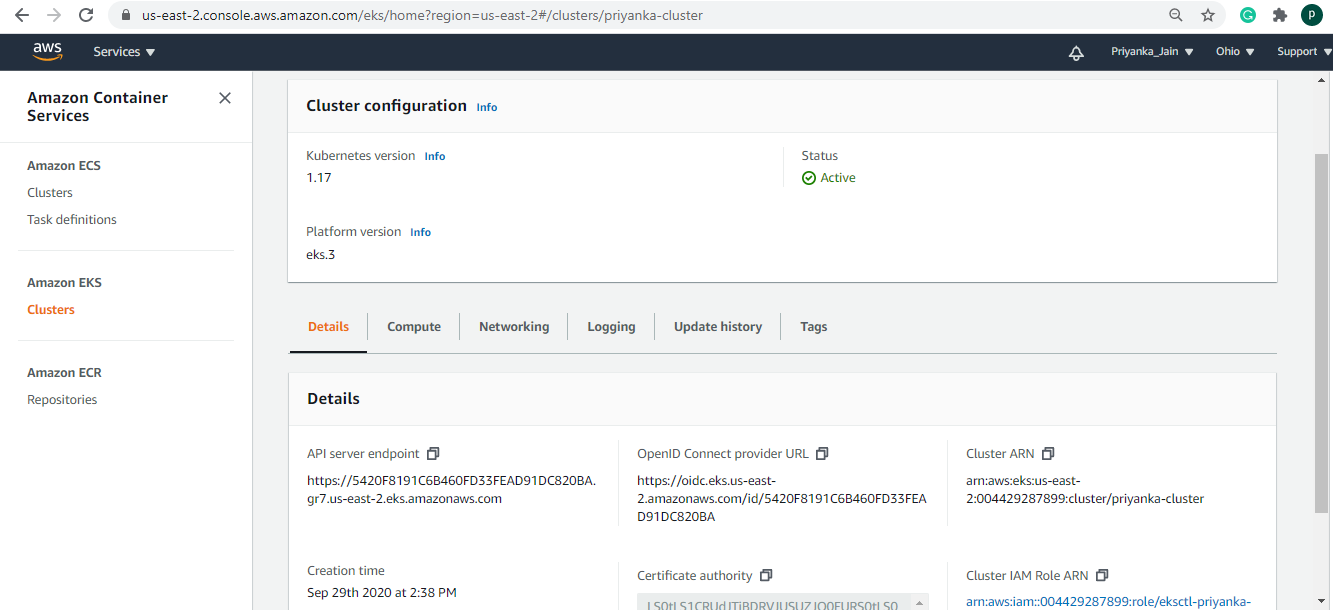 us-east-2.console.aws.amazon.com/eks/home?region=us-east-2#/clusters/priyanka-cluster
P
aws
Services
Priyanka_Jain
Ohio
Support
Amazon Container
Services
Amazon ECS
Clusters
Task definitions
Amazon EKS
Clusters
Amazon ECR
Repositories
Cluster configuration Info
Kubernetes version Info
1.17
Status
Active
Platform version Info
eks.3
Details
Compute
Networking
Logging
Update history
Tags
Details
API server endpoint
https://5420F8191C6B460FD33FEAD91DC820BA.
gr7.us-east-2.eks.amazonaws.com
OpenID Connect provider URL
https://oidc.eks.us-east-
2.amazonaws.com/id/5420F8191C6B460FD33FEA
D91DC820BA
Cluster ARN
arn:aws:eks:us-east-
2:004429287899:cluster/priyanka-cluster
Creation time
Sep 29th 2020 at 2:38 PM
Certificate authority
Cluster IAM Role ARN
arn:aws:iam::004429287899:role/eksctl-priyanka-